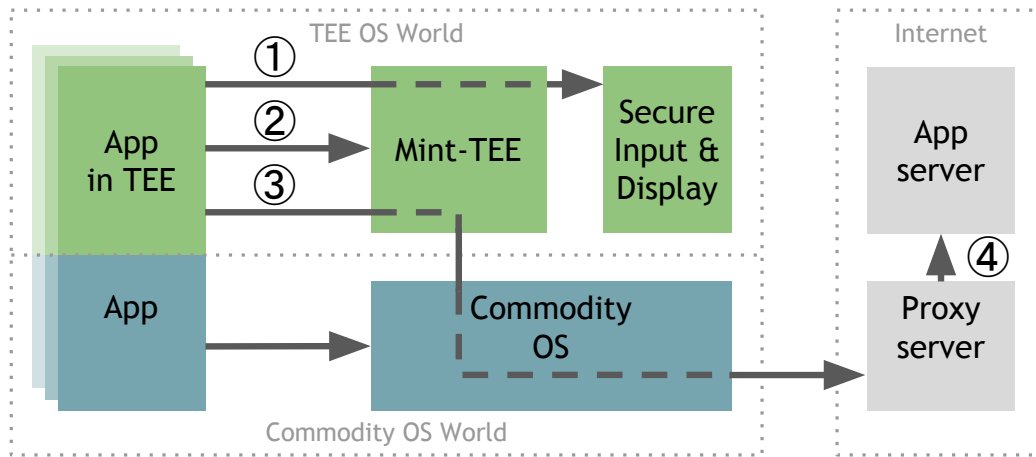 TEE OS World
Internet
①
②
③
App
in TEE
Mint-TEE
Secure
Input &
Display
App
server
④
App
Commodity
OS
Proxy
server
Commodity OS World